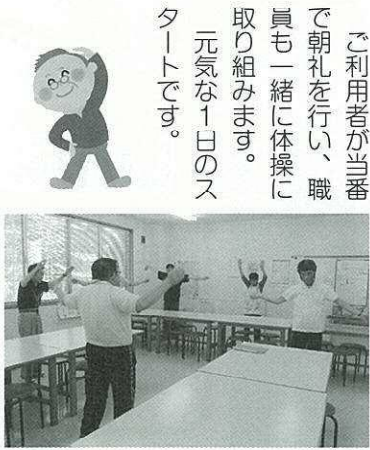 ご利用者が当番
で朝礼を行い、職
員も一緒に体操に
取り組みます。
元気な１日のス
タートです。